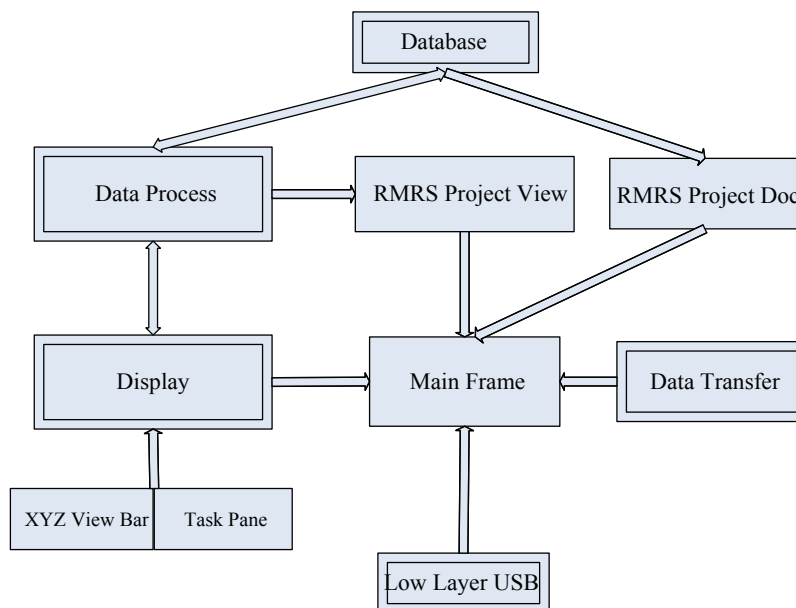 Database
Data Process
RMRS Project View
RMRS Project Doc
Display
Main Frame
Data Transfer
XYZ View Bar
Task Pane
Low Layer USB